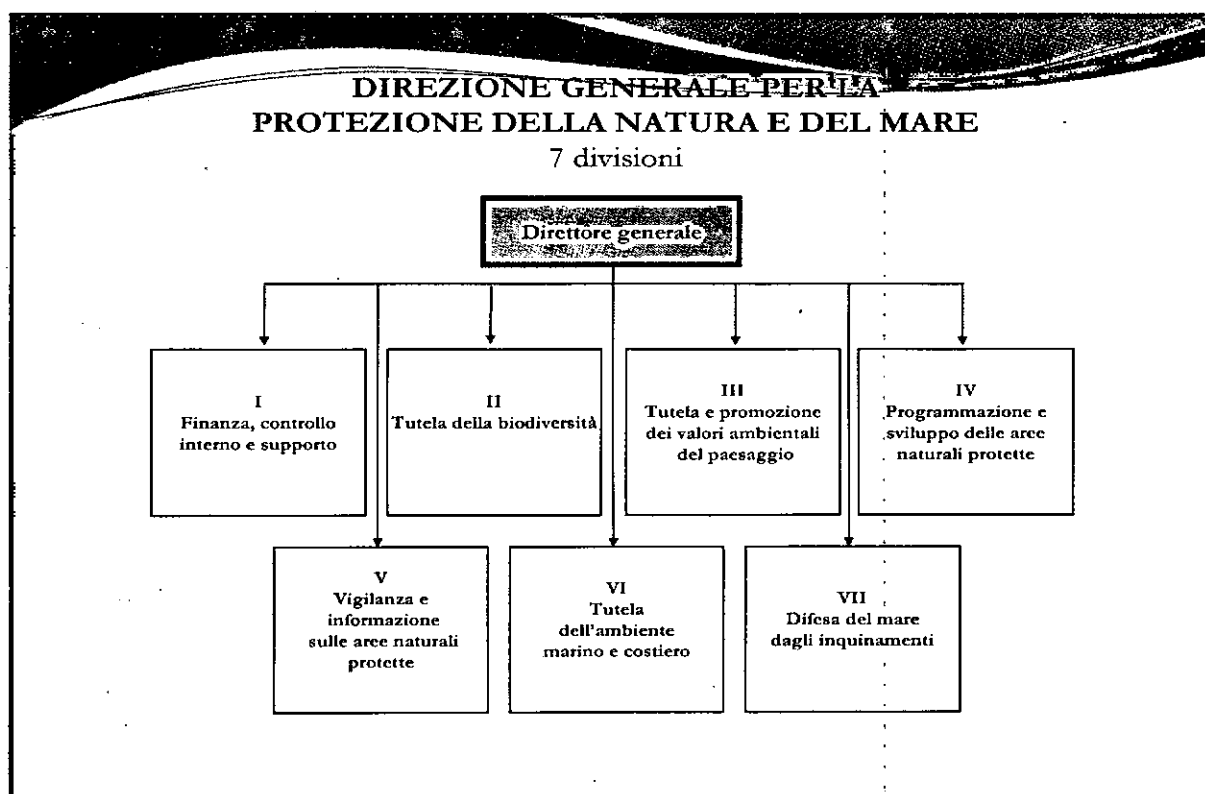 DIREZIONE GENERALE PER LA
PROTEZIONE DELLA NATURA E DEL MARE
7 divisioni
Direttore generale
I
Finanza, controllo
interno e supporto
II
Tutela della biodiversità
III
Tutela e promozione
dei valori ambientali
del paesaggio
IV
Programmazione e
sviluppo delle aree
naturali protette
V
Vigilanza e
informazione
sulle aree naturali
protette
VI
Tutela
dell'ambiente
marino e costiero
VII
Difesa del mare
dagli inquinamenti